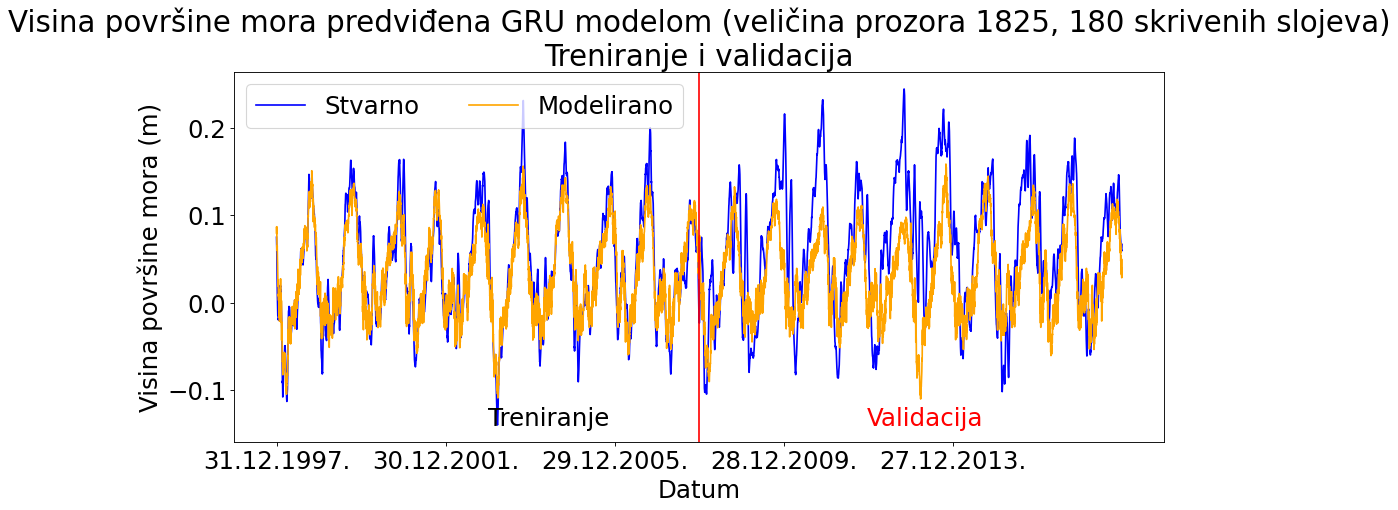 Visina površine mora predviđena GRU modelom (veličina prozora 1825, 180 skrivenih slojeva)
Treniranje i validacija
Stvarno Modelirano
Visina površine mora (m)
0.2
0.1
0.0
−0.1
Treniranje Validacija
31.12.1997. 30.12.2001. 29.12.2005. 28.12.2009. 27.12.2013.
Datum